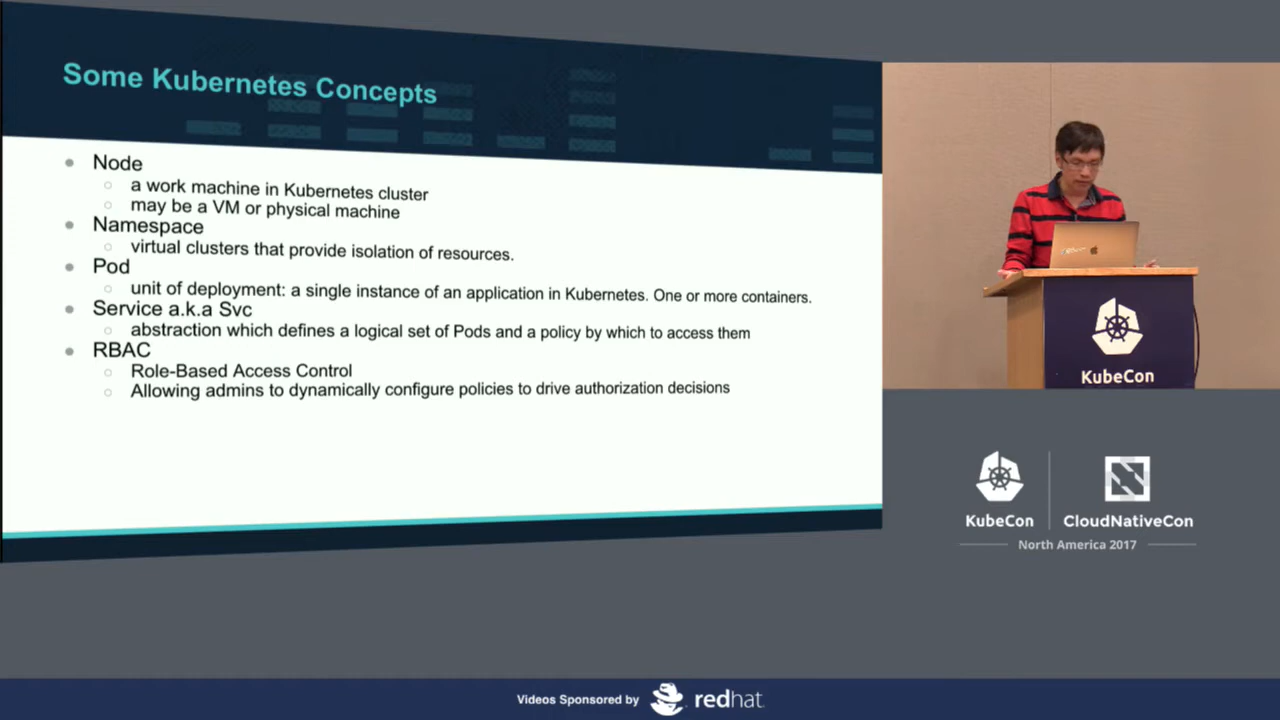 Some Kubernetes Concepts
Node
a work machine in Kubernetes cluster
may be a VM or physical machine
Namespace
virtual clusters that provide isolation of resources.
Pod
unit of deployment: a single instance of an application in Kubernetes. One or more containers.
Service a.k.a Svc
abstraction which defines a logical set of Pods and a policy by which to access them
RBAC
Role-Based Access Control
Allowing admins to dynamically configure policies to drive authorization decisions
KubeCon
KubeCon
CloudNativeCon
North America 2017
Videos Sponsored by
redhat